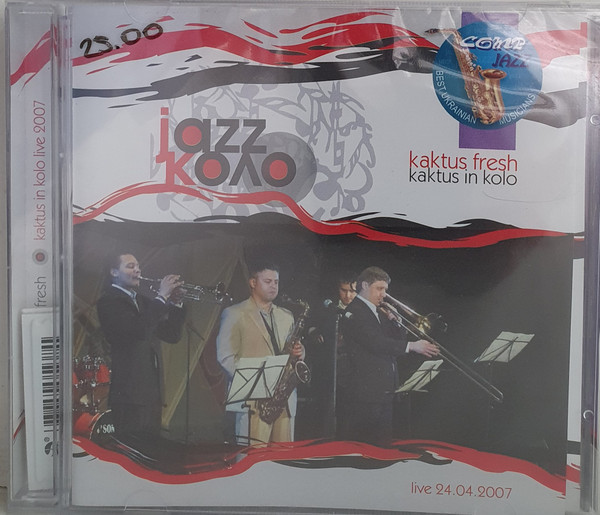 25.00
COMP
JAZZ
BEST UKRAINIAN MUSICIANS
jazz
коло
kaktus fresh
kaktus in kolo
fresh kaktus in kolo live 2007
live 24.04.2007